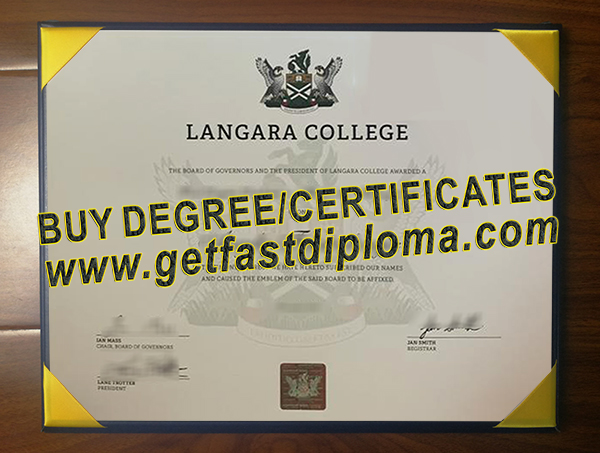 LANGARA COLLEGE
THE BOARD OF GOVERNORS AND THE PRESIDENT OF LANGARA COLLEGE AWARDED A
BUY DEGREE/CERTIFICATES
www.getfastdiploma.com
SUBSCRIBED OUR NAMES
AND CAUSED THE EMBLEM OF THE SAID BOARD TO BE AFFIXED.
IAN MASS
CHAIR, BOARD OF GOVERNORS
JAN SMITH
REGISTRAR
LANE TROTTER
PRESIDENT